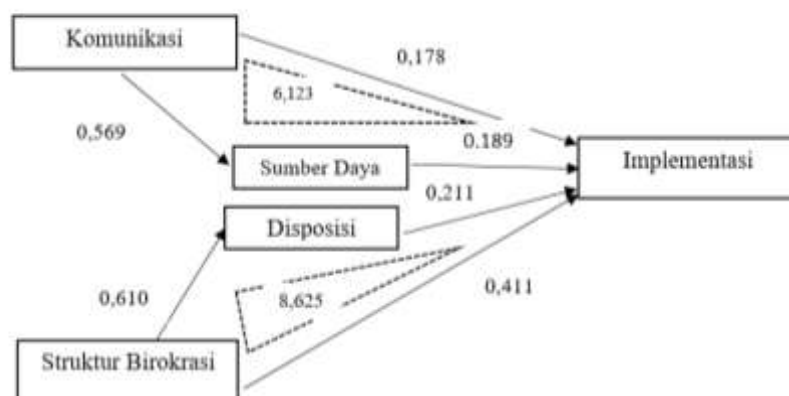 Komunikasi
0,178
6,123
0,569
0.189
Sumber Daya
Implementasi
0,211
Disposisi
8,625
0,411
0,610
Struktur Birokrasi